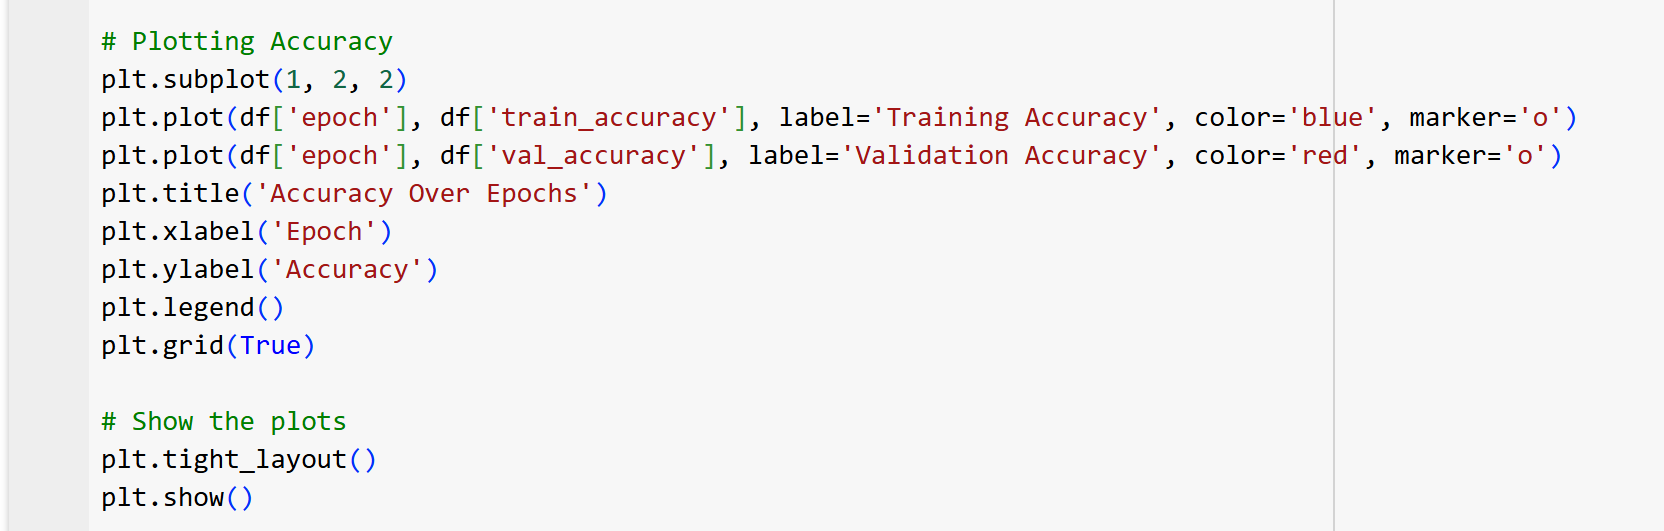 # Plotting Accuracy
plt.subplot(1, 2, 2)
plt.plot(df['epoch'], df['train_accuracy'], label='Training Accuracy', color='blue', marker='o')
plt.plot(df['epoch'], df['val_accuracy'], label='Validation Accuracy', color='red', marker='o')
plt.title('Accuracy Over Epochs')
plt.xlabel('Epoch')
plt.ylabel('Accuracy')
plt.legend()
plt.grid(True)
# Show the plots
plt.tight_layout()
plt.show()